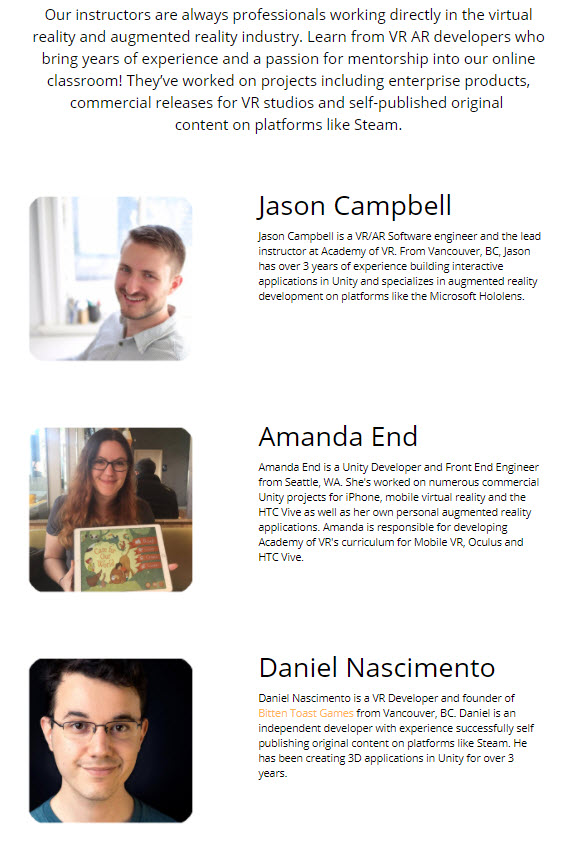 Our instructors are always professionals working directly in the virtual
reality and augmented reality industry. Learn from VR AR developers who
bring years of experience and a passion for mentorship into our online
classroom! They’ve worked on projects including enterprise products,
commercial releases for VR studios and self-published original
content on platforms like Steam.
Jason Campbell
Jason Campbell is a VR/AR Software engineer and the lead
instructor at Academy of VR. From Vancouver, BC, Jason
has over 3 years of experience building interactive
applications in Unity and specializes in augmented reality
development on platforms like the Microsoft Hololens.
Amanda End
Amanda End is a Unity Developer and Front End Engineer
from Seattle, WA. She's worked on numerous commercial
Unity projects for iPhone, mobile virtual reality and the
HTC Vive as well as her own personal augmented reality
applications. Amanda is responsible for developing
Academy of VR's curriculum for Mobile VR, Oculus and
HTC Vive.
Daniel Nascimento
Daniel Nascimento is a VR Developer and founder of
Bitten Toast Games from Vancouver, BC. Daniel is an
independent developer with experience successfully self
publishing original content on platforms like Steam. He
has been creating 3D applications in Unity for over 3
years.